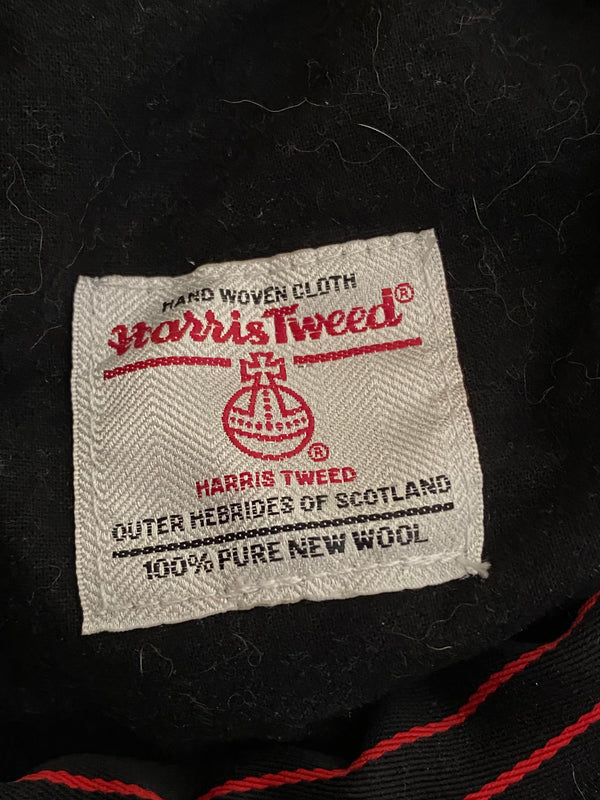 HAND WOVEN CLOTH
Harris Tweed®
®
HARRIS TWEED
OUTER HEBRIDES OF SCOTLAND
100% PURE NEW WOOL